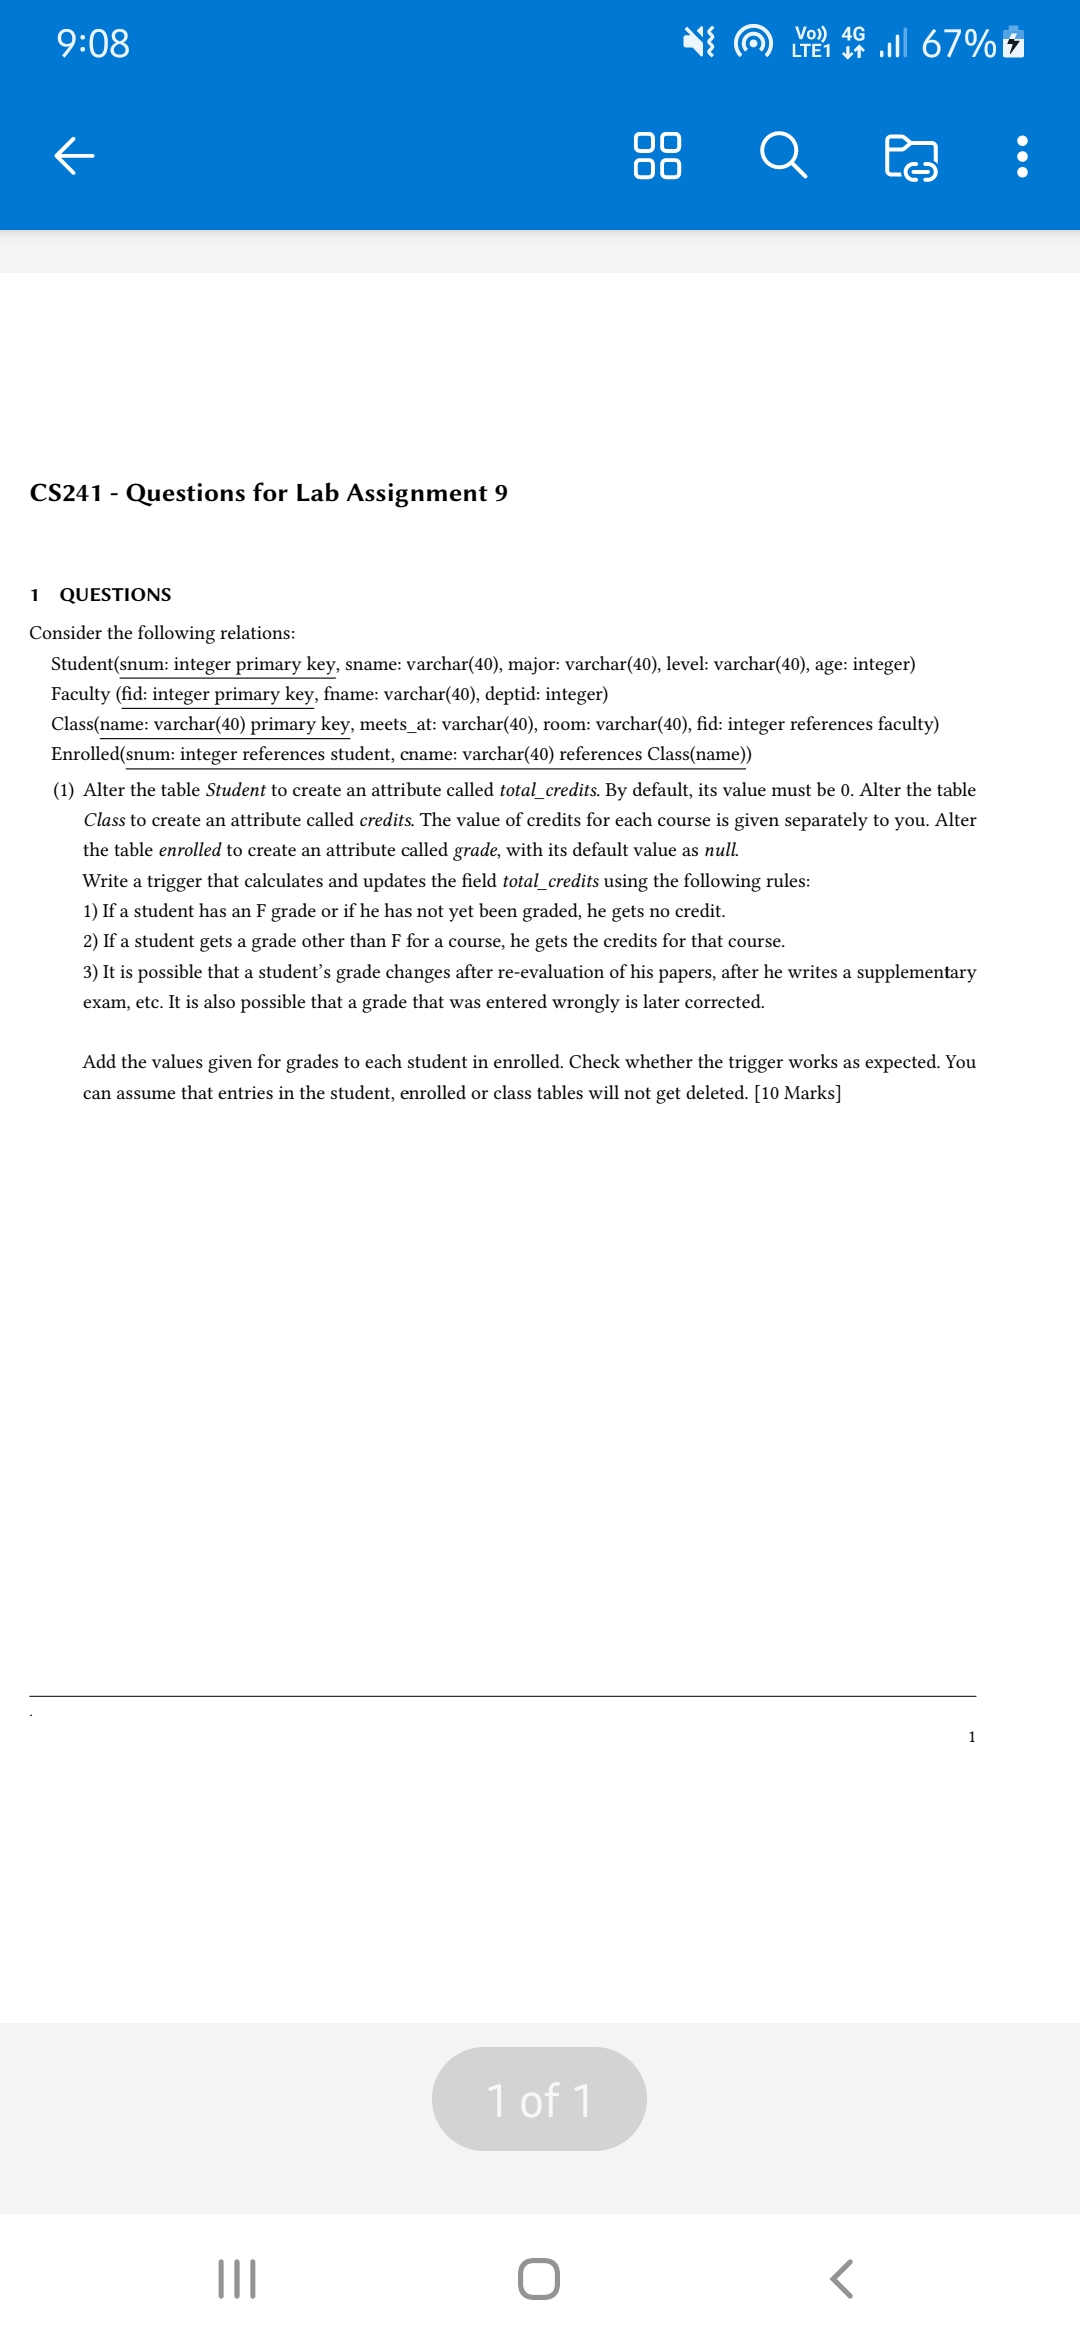 9:08
Vo)) 4G
LTE1
67%
CS241 - Questions for Lab Assignment 9
1 QUESTIONS
Consider the following relations:
Student(snum: integer primary key, sname: varchar(40), major: varchar(40), level: varchar(40), age: integer)
Faculty (fid: integer primary key, fname: varchar(40), deptid: integer)
Class(name: varchar(40) primary key, meets_at: varchar(40), room: varchar(40), fid: integer references faculty)
Enrolled(snum: integer references student, cname: varchar(40) references Class(name))
(1) Alter the table Student to create an attribute called total_credits. By default, its value must be 0. Alter the table
Class to create an attribute called credits. The value of credits for each course is given separately to you. Alter
the table enrolled to create an attribute called grade, with its default value as null.
Write a trigger that calculates and updates the field total_credits using the following rules:
1) If a student has an F grade or if he has not yet been graded, he gets no credit.
2) If a student gets a grade other than F for a course, he gets the credits for that course.
3) It is possible that a student's grade changes after re-evaluation of his papers, after he writes a supplementary
exam, etc. It is also possible that a grade that was entered wrongly is later corrected.
Add the values given for grades to each student in enrolled. Check whether the trigger works as expected. You
can assume that entries in the student, enrolled or class tables will not get deleted. [10 Marks]
.
1
1 of 1